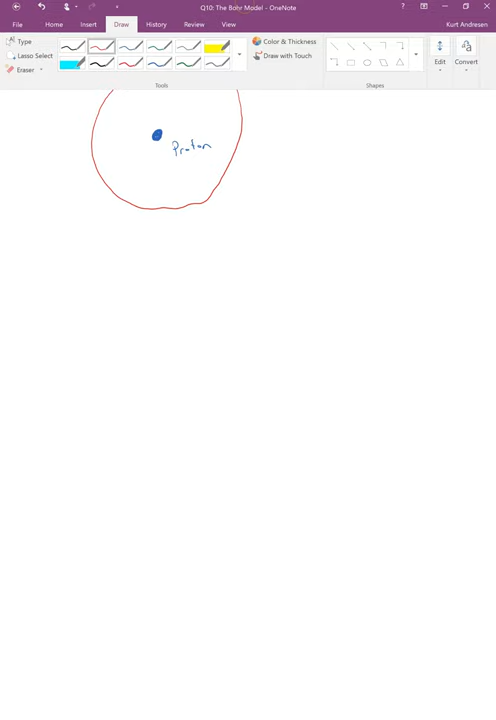 Q10: The Bohr Model - OneNote
File Home Insert Draw History Review View
Kurt Andresen
Type
Lasso Select
Eraser
Color & Thickness
Draw with Touch
Edit
Convert
Tools
Shapes
Proton